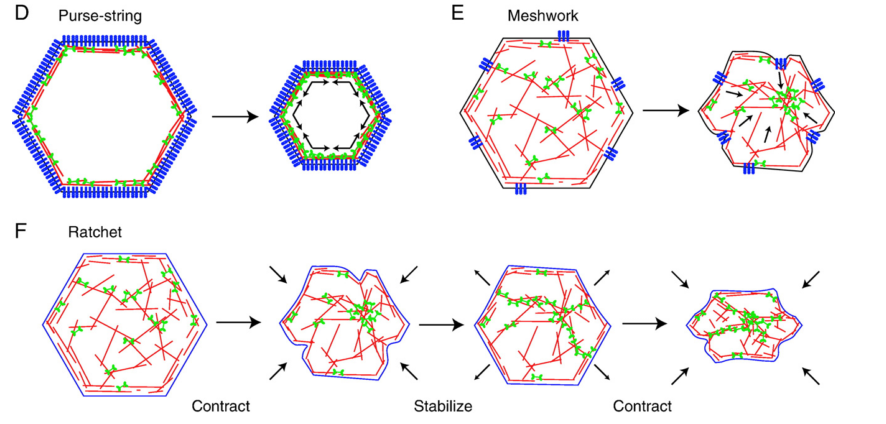 D Purse-string
E Meshwork
F Ratchet
Contract Stabilize Contract